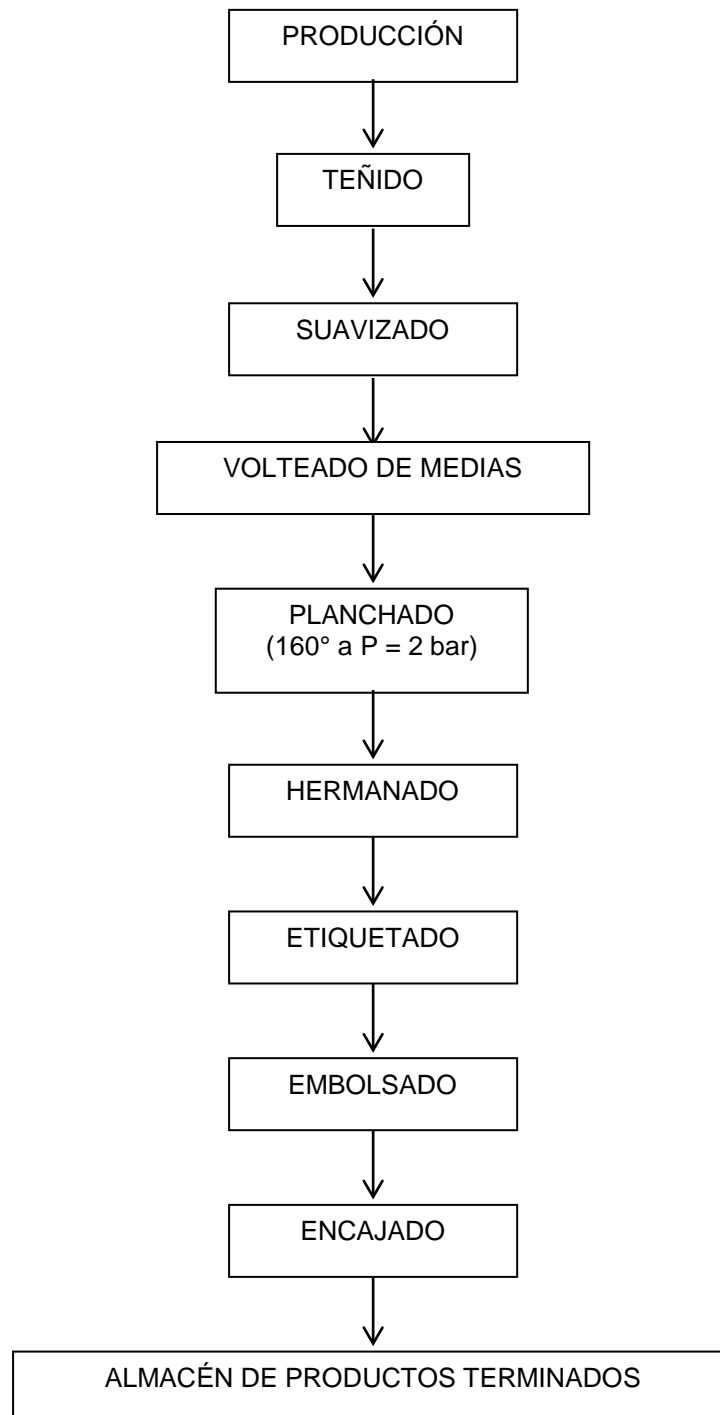 PRODUCCIÓN
TEÑIDO
SUAVIZADO
VOLTEADO DE MEDIAS
PLANCHADO
(160° a P = 2 bar)
HERMANADO
ETIQUETADO
EMBOLSADO
ENCAJADO
ALMACÉN DE PRODUCTOS TERMINADOS